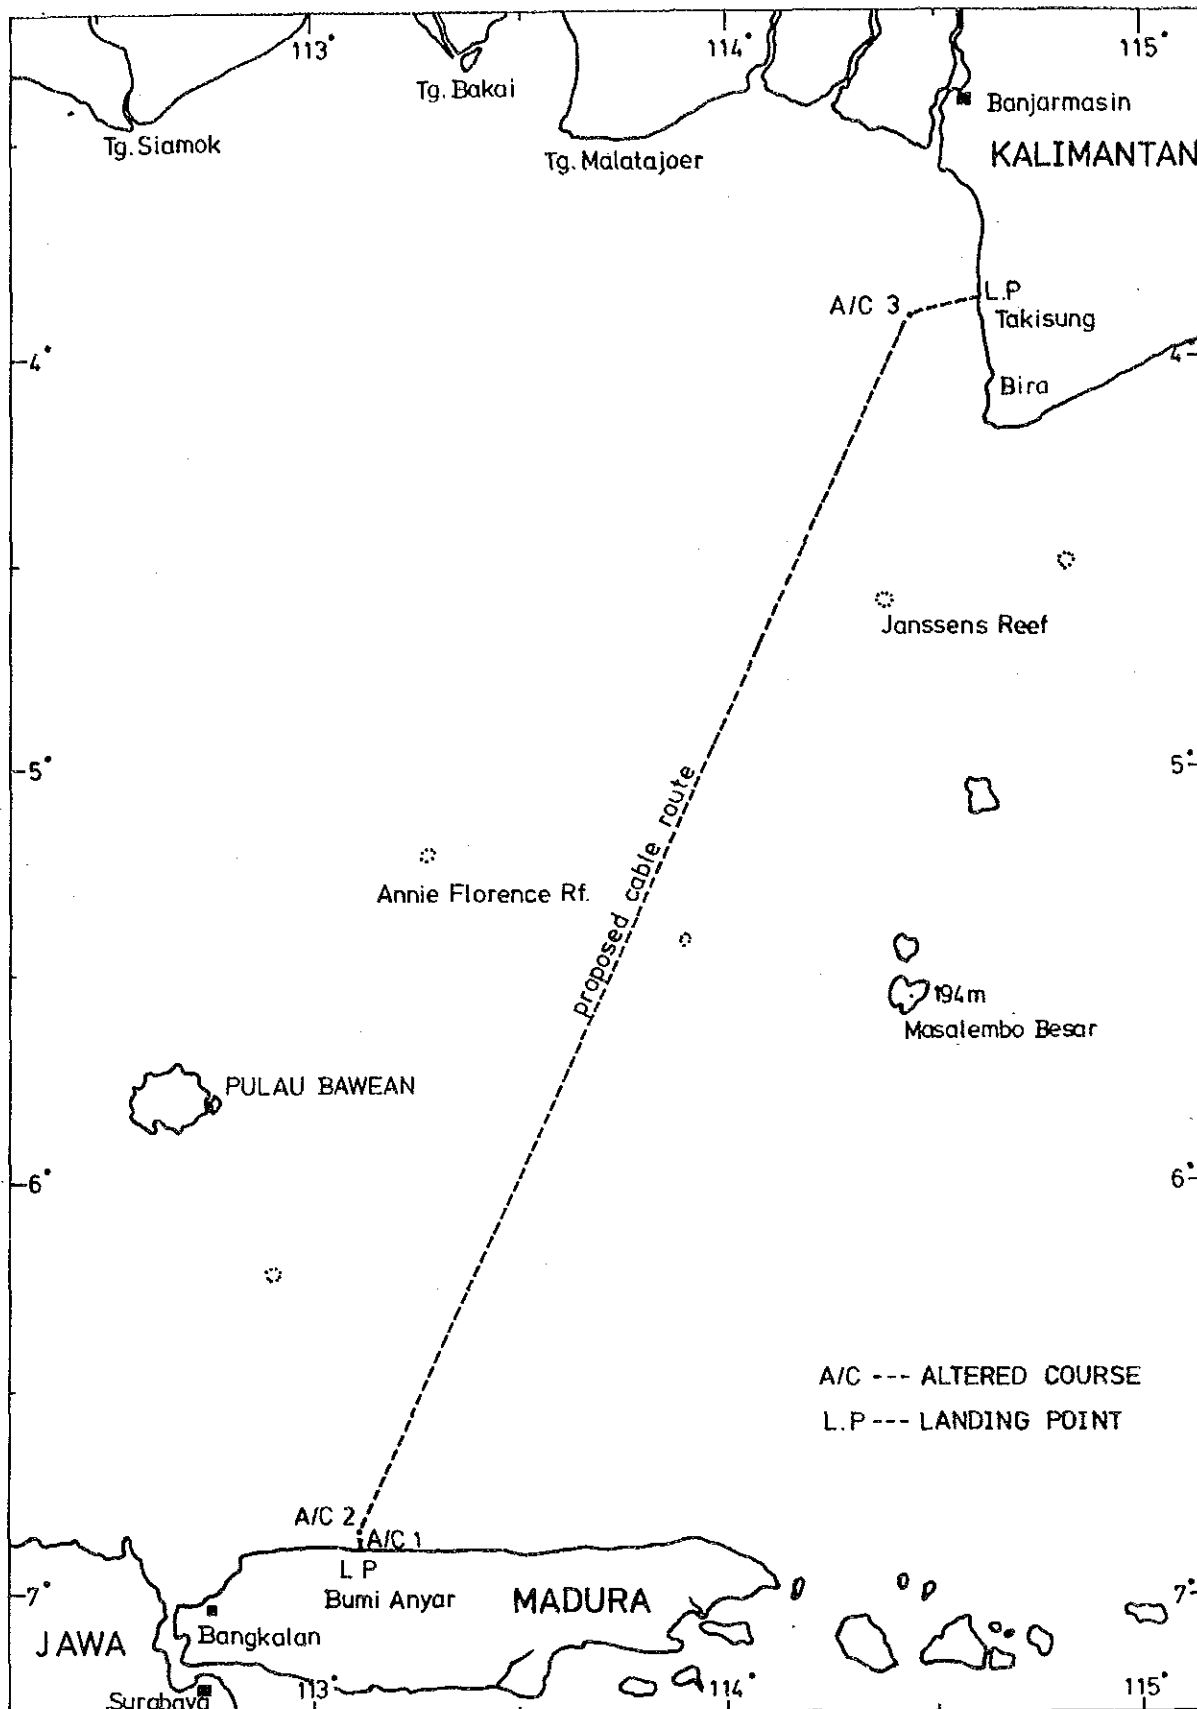 113°
114°
115°
Tg. Bakai
Banjarmasin
Tg. Siamok
Tg. Malatajoer
KALIMANTAN
A/C 3
L.P
Takisung
4°
4°
Bira
Janssens Reef
5°
5°
proposed cable route
Annie Florence Rf.
194m
Masalembo Besar
PULAU BAWEAN
6°
6°
A/C --- ALTERED COURSE
L.P --- LANDING POINT
A/C 2
A/C 1
L P
Bumi Anyar
MADURA
7°
7°
JAWA
Bangkalan
Surabaya
113°
114°
115°